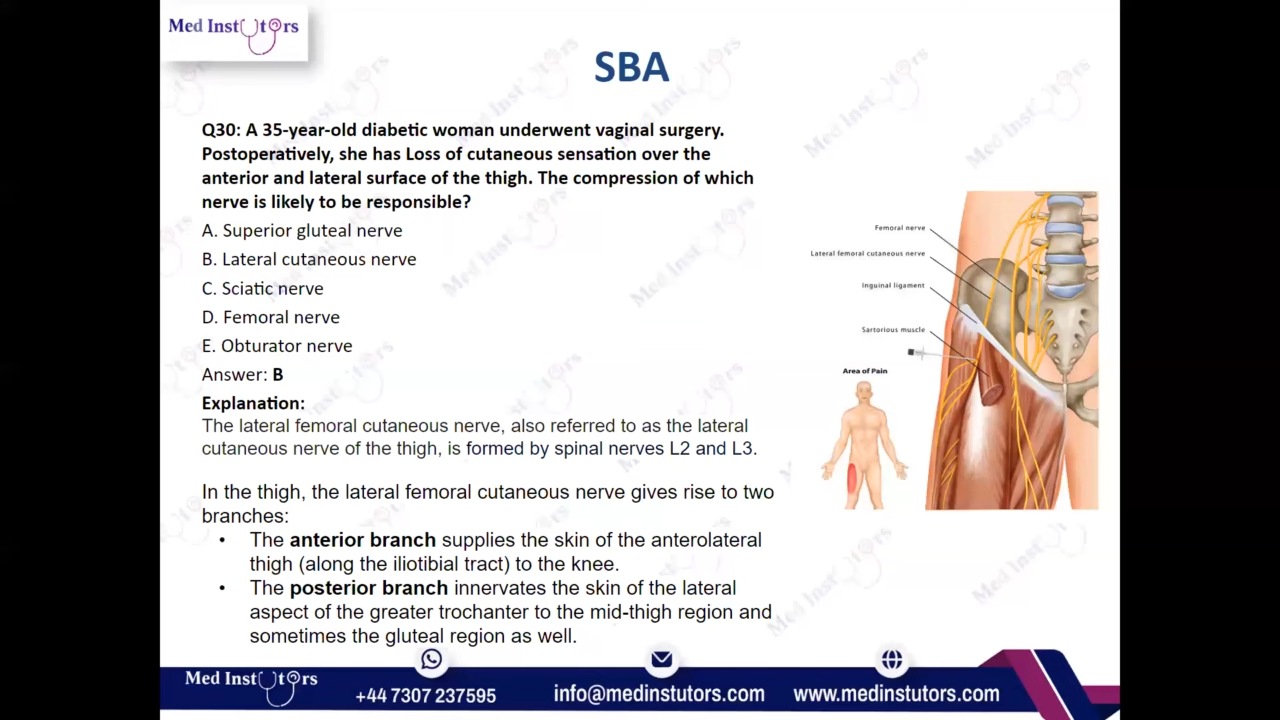 Med Instutors
SBA
Q30: A 35-year-old diabetic woman underwent vaginal surgery.
Postoperatively, she has Loss of cutaneous sensation over the
anterior and lateral surface of the thigh. The compression of which
nerve is likely to be responsible?
A. Superior gluteal nerve
B. Lateral cutaneous nerve
C. Sciatic nerve
D. Femoral nerve
E. Obturator nerve
Answer: B
Explanation:
The lateral femoral cutaneous nerve, also referred to as the lateral
cutaneous nerve of the thigh, is formed by spinal nerves L2 and L3.
In the thigh, the lateral femoral cutaneous nerve gives rise to two
branches:
• The anterior branch supplies the skin of the anterolateral
thigh (along the iliotibial tract) to the knee.
• The posterior branch innervates the skin of the lateral
aspect of the greater trochanter to the mid-thigh region and
sometimes the gluteal region as well.
Femoral nerve
Lateral femoral cutaneous nerve
Inguinal ligament
Sartorious muscle
Area of Pain
Med Instutors
+44 7307 237595
info@medinstutors.com
www.medinstutors.com